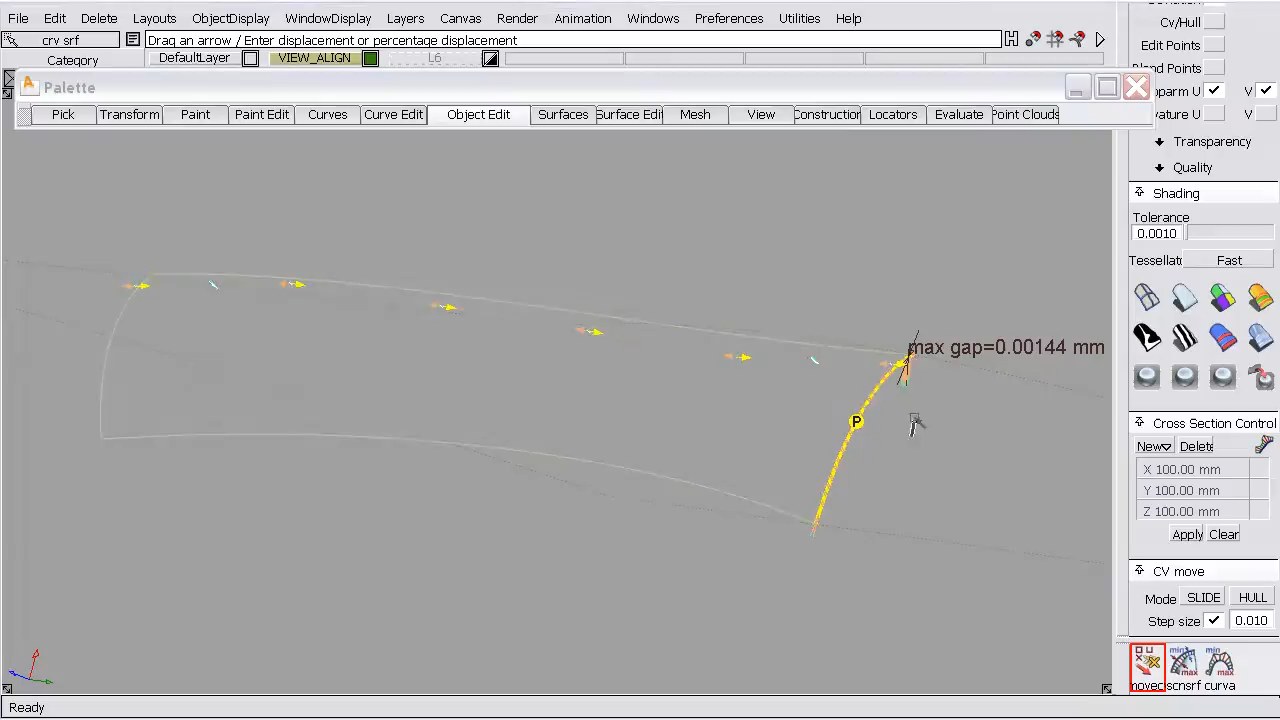 File Edit Delete Layouts ObjectDisplay WindowDisplay Layers Canvas Render Animation Windows Preferences Utilities Help
crv srf Drag an arrow / Enter displacement or percentage displacement
Category DefaultLayer VIEW_ALIGN L6
Palette
Pick Transform Paint Paint Edit Curves Curve Edit Object Edit Surfaces Surface Edi Mesh View Construction Locators Evaluate Point Clouds
max gap=0.00144 mm
P
Cv/Hull
Edit Points
Blend Points
parm U V
vature U V
Transparency
Quality
Shading
Tolerance
0.0010
Tessellat Fast
Cross Section Control
New Delet
X 100.00 mm
Y 100.00 mm
Z 100.00 mm
Apply Clear
CV move
Mode SLIDE HULL
Step size 0.010
min max min max
movec scnsrf curva
Ready